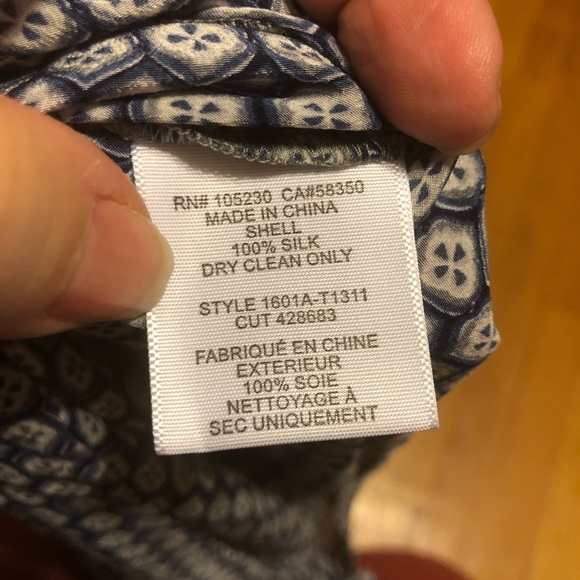 RN# 105230 CA#58350
MADE IN CHINA
SHELL
100% SILK
DRY CLEAN ONLY
STYLE 1601A-T1311
CUT 428683
FABRIQUÉ EN CHINE
EXTERIEUR
100% SOIE
NETTOYAGE À
SEC UNIQUEMENT